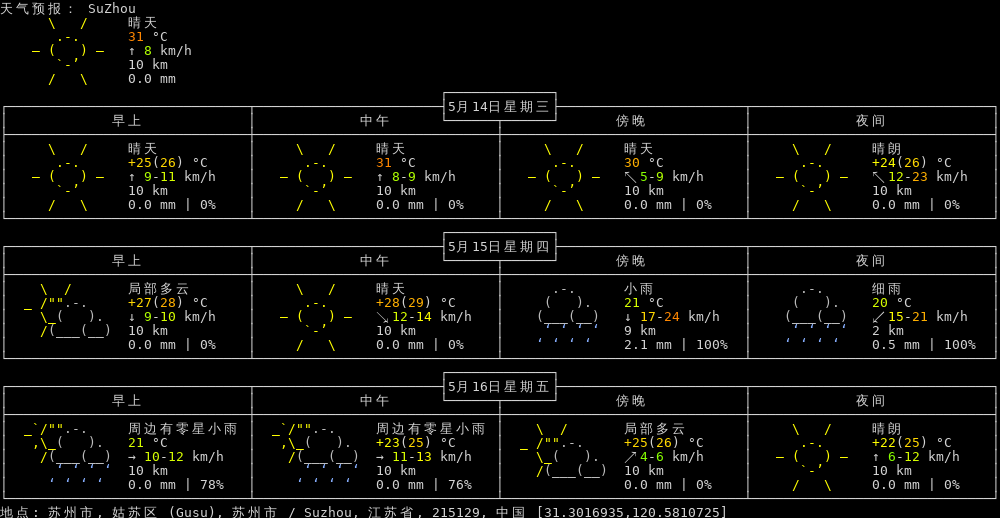 天气预报： SuZhou
晴天
31 °C
↑ 8 km/h
10 km
0.0 mm
5月14日星期三
早上 中午 傍晚 夜间
晴天 晴天 晴天 晴朗
+25(26) °C 31 °C 30 °C +24(26) °C
↑ 9-11 km/h ↑ 8-9 km/h ↖ 5-9 km/h ↖ 12-23 km/h
10 km 10 km 10 km 10 km
0.0 mm | 0% 0.0 mm | 0% 0.0 mm | 0% 0.0 mm | 0%
5月15日星期四
早上 中午 傍晚 夜间
局部多云 晴天 小雨 细雨
+27(28) °C +28(29) °C 21 °C 20 °C
↓ 9-10 km/h ↘ 12-14 km/h ↓ 17-24 km/h ↙ 15-21 km/h
10 km 10 km 9 km 2 km
0.0 mm | 0% 0.0 mm | 0% 2.1 mm | 100% 0.5 mm | 100%
5月16日星期五
早上 中午 傍晚 夜间
周边有零星小雨 周边有零星小雨 局部多云 晴朗
21 °C +23(25) °C +25(26) °C +22(25) °C
→ 10-12 km/h → 11-13 km/h ↗ 4-6 km/h ↑ 6-12 km/h
10 km 10 km 10 km 10 km
0.0 mm | 78% 0.0 mm | 76% 0.0 mm | 0% 0.0 mm | 0%
地点: 苏州市, 姑苏区 (Gusu), 苏州市 / Suzhou, 江苏省, 215129, 中国 [31.3016935,120.5810725]